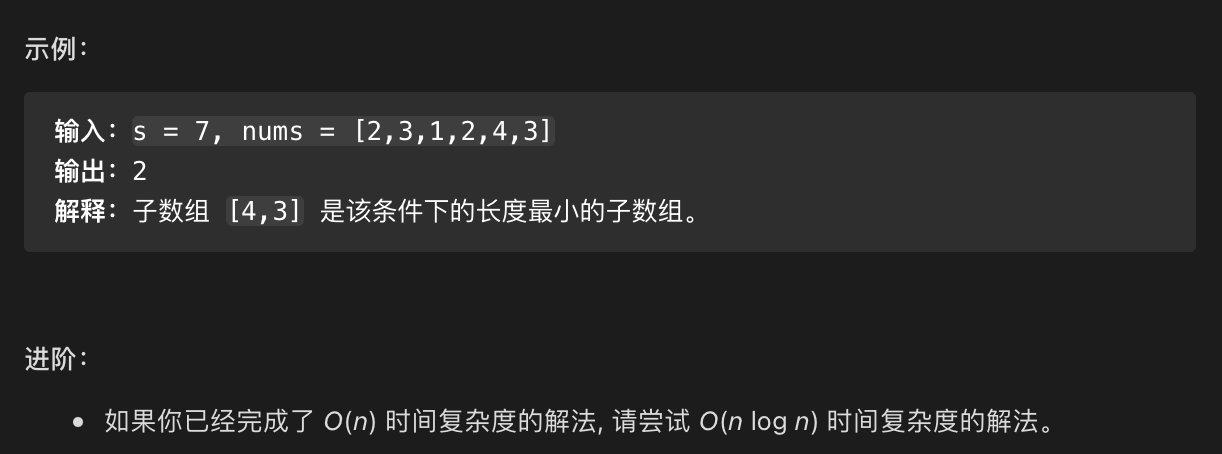 示例：
输入：s = 7, nums = [2,3,1,2,4,3]
输出：2
解释：子数组 [4,3] 是该条件下的长度最小的子数组。
进阶：
• 如果你已经完成了 O(n) 时间复杂度的解法, 请尝试 O(n log n) 时间复杂度的解法。